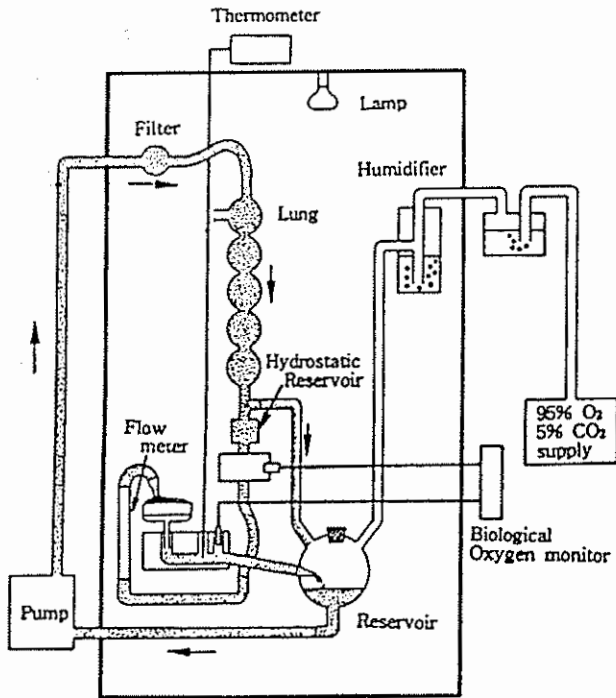 Thermometer
Lamp
Filter
Humidifier
Lung
Hydrostatic
Reservoir
95% O₂
5% CO₂
supply
Flow
meter
Biological
Oxygen monitor
Pump
Reservoir